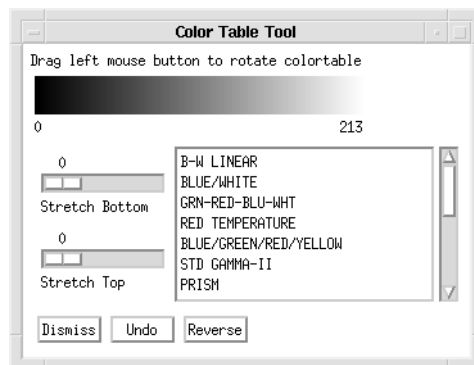 Color Table Tool
Drag left mouse button to rotate colortable
0 213
0
Stretch Bottom
0
Stretch Top
B-W LINEAR
BLUE/WHITE
GRN-RED-BLU-WHT
RED TEMPERATURE
BLUE/GREEN/RED/YELLOW
STD GAMMA-II
PRISM
Dismiss Undo Reverse